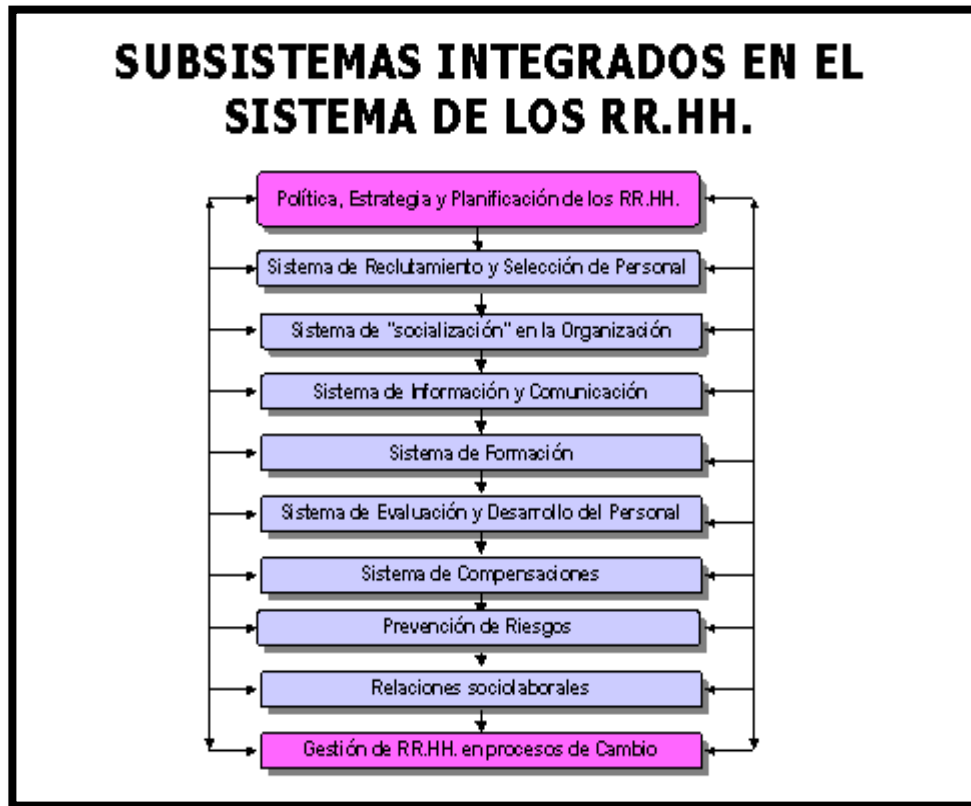 SUBSISTEMAS INTEGRADOS EN EL
SISTEMA DE LOS RR.HH.
Política, Estrategia y Planificación de los RR.HH.
Sistema de Reclutamiento y Selección de Personal
Sistema de "socialización" en la Organización
Sistema de Información y Comunicación
Sistema de Formación
Sistema de Evaluación y Desarrollo del Personal
Sistema de Compensaciones
Prevención de Riesgos
Relaciones sociolaborales
Gestión de RR.HH. en procesos de Cambio